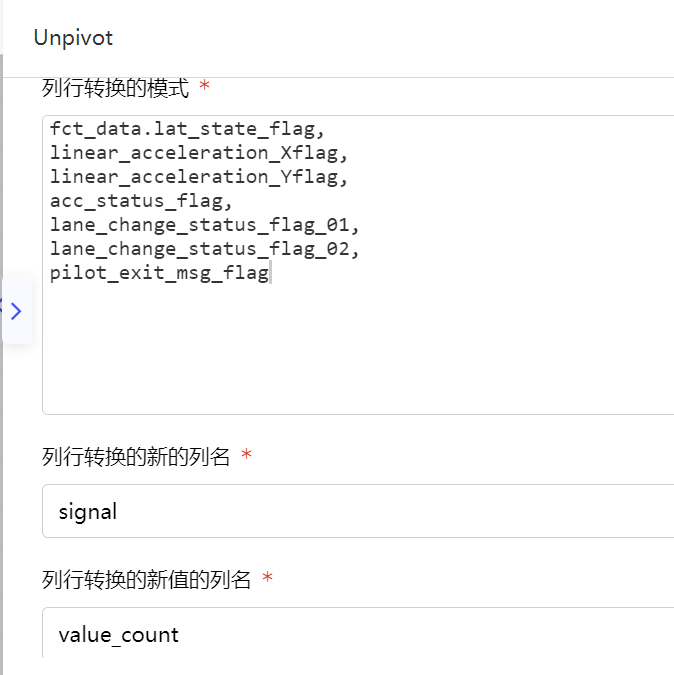 Unpivot
列行转换的模式 *
fct_data.lat_state_flag,
linear_acceleration_Xflag,
linear_acceleration_Yflag,
acc_status_flag,
lane_change_status_flag_01,
lane_change_status_flag_02,
pilot_exit_msg_flag
列行转换的新的列名 *
signal
列行转换的新值的列名 *
value_count